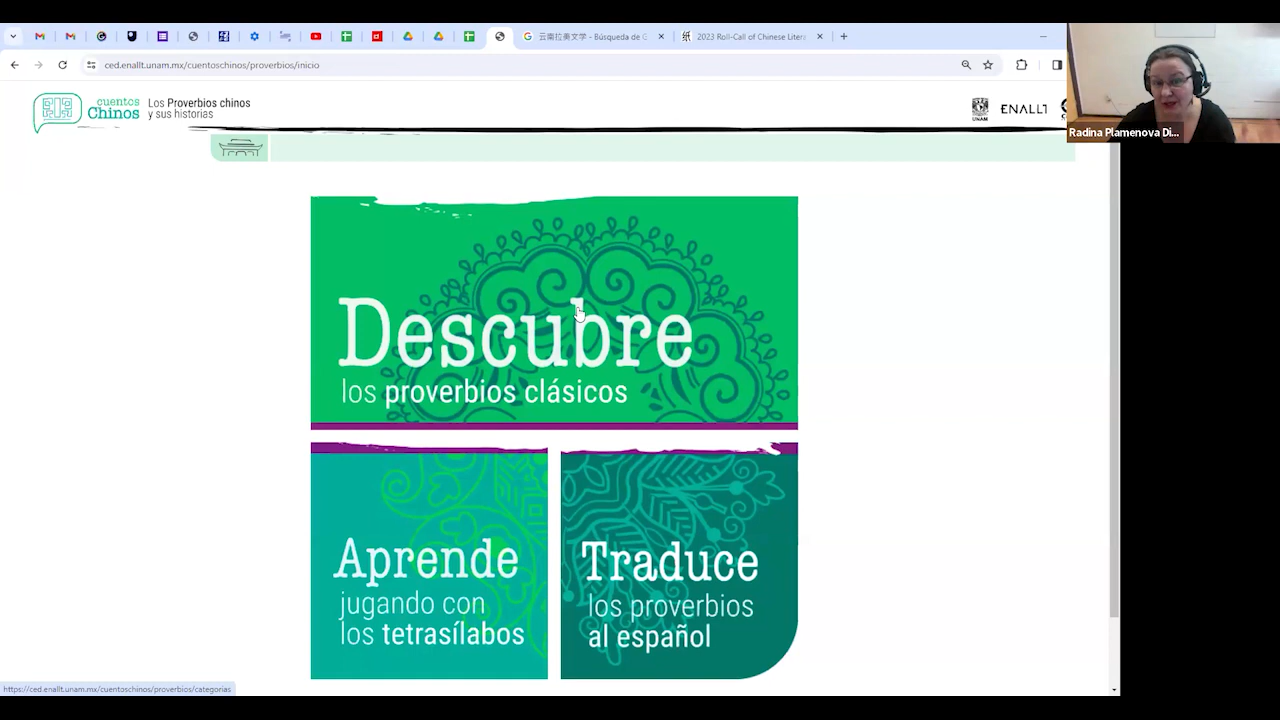 云南拉美文学 - Búsqueda de G
2023 Roll-Call of Chinese Litera
ced.enallt.unam.mx/cuentoschinos/proverbios/inicio
cuentos
Chinos
Los Proverbios chinos
y sus historias
UNAM
ENALLT
Radina Plamenova Di...
Descubre
los proverbios clásicos
Aprende
jugando con
los tetrasílabos
Traduce
los proverbios
al español
https://ced.enallt.unam.mx/cuentoschinos/proverbios/categorias